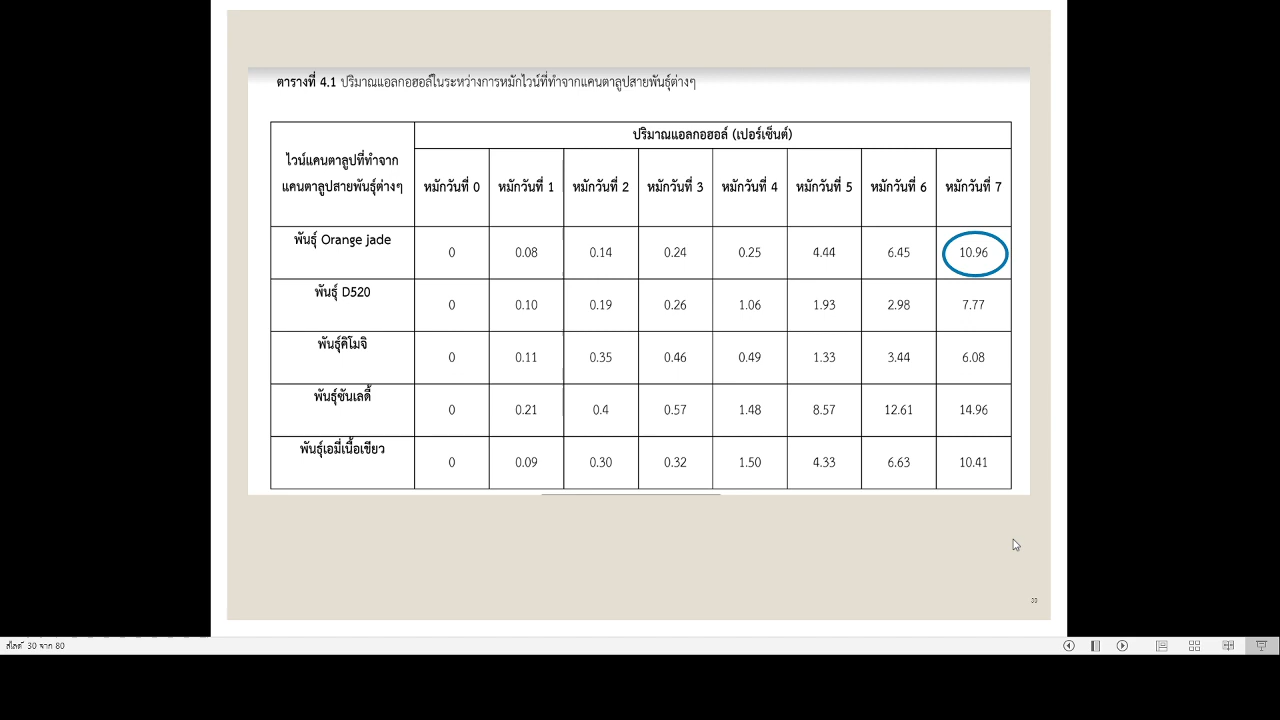 ตารางที่ 4.1 ปริมาณแอลกอฮอล์ในระหว่างการหมักไวน์ที่ทำจากแคนตาลูปสายพันธุ์ต่างๆ
ไวน์แคนตาลูปที่ทำจาก
แคนตาลูปสายพันธุ์ต่างๆ
ปริมาณแอลกอฮอล์ (เปอร์เซ็นต์)
หมักวันที่ 0 หมักวันที่ 1 หมักวันที่ 2 หมักวันที่ 3 หมักวันที่ 4 หมักวันที่ 5 หมักวันที่ 6 หมักวันที่ 7
พันธุ์ Orange jade 0 0.08 0.14 0.24 0.25 4.44 6.45 10.96
พันธุ์ D520 0 0.10 0.19 0.26 1.06 1.93 2.98 7.77
พันธุ์คิโมจิ 0 0.11 0.35 0.46 0.49 1.33 3.44 6.08
พันธุ์ซันเลดี้ 0 0.21 0.4 0.57 1.48 8.57 12.61 14.96
พันธุ์เอมี่เนื้อเขียว 0 0.09 0.30 0.32 1.50 4.33 6.63 10.41
สไลด์ 30 จาก 80